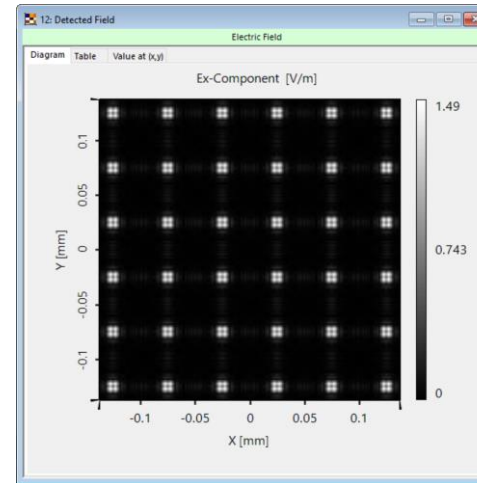 12: Detected Field
Electric Field
Diagram Table Value at (x,y)
Ex-Component [V/m]
1.49
0.743
0
0.1
0.05
0
-0.05
-0.1
Y [mm]
-0.1 -0.05 0 0.05 0.1
X [mm]